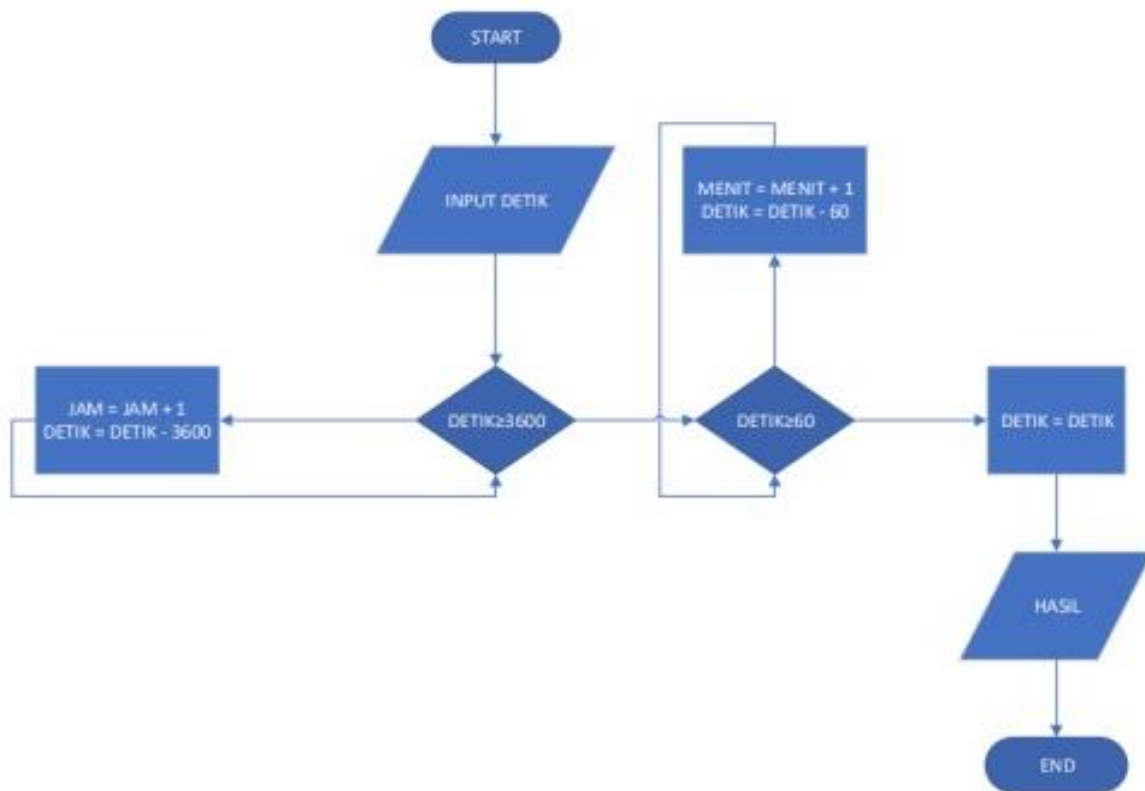 START
INPUT DETIK
MENIT = MENIT + 1
DETIK = DETIK - 60
JAM = JAM + 1
DETIK = DETIK - 3600
DETIK≥3600
DETIK≥60
DETIK = DETIK
HASIL
END